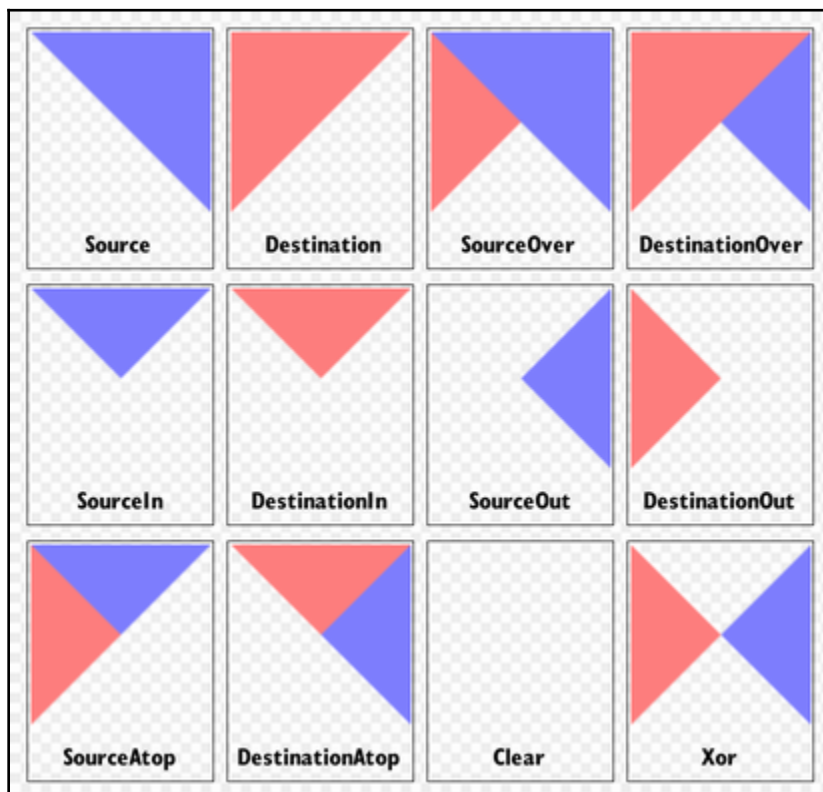 Source
Destination
SourceOver
DestinationOver
SourceIn
DestinationIn
SourceOut
DestinationOut
SourceAtop
DestinationAtop
Clear
Xor